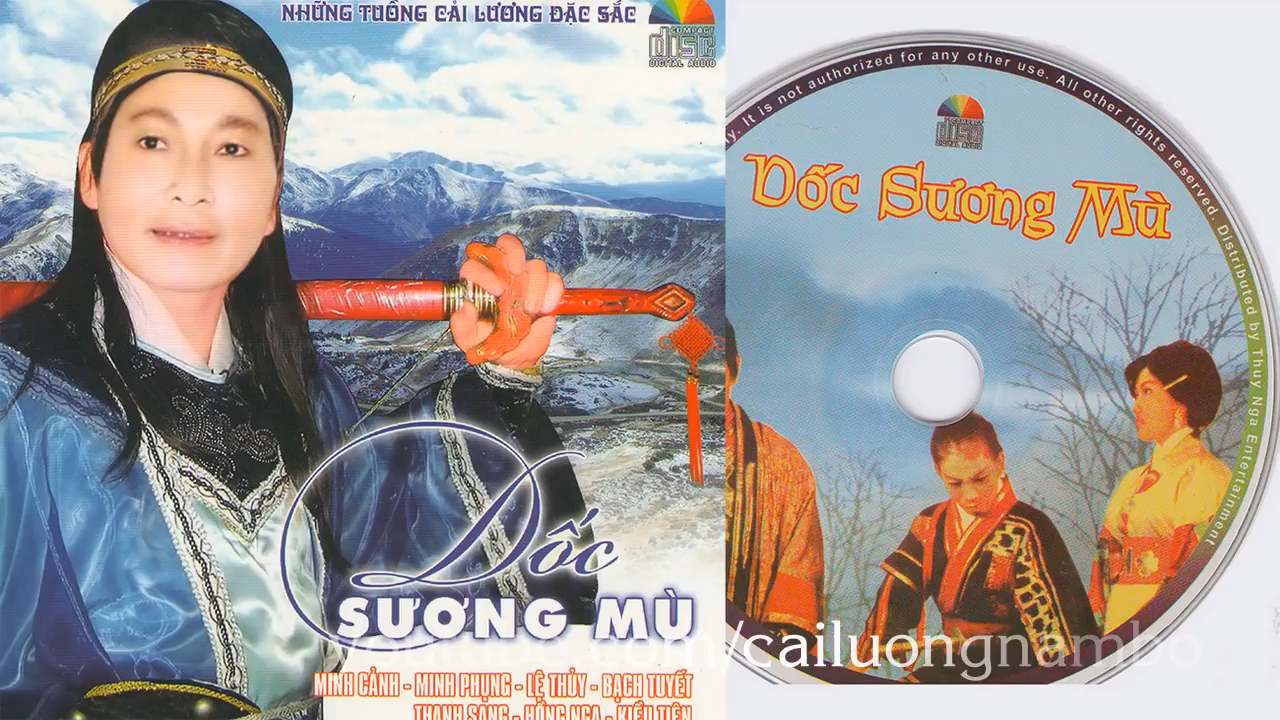 NHỮNG TUỒNG CẢI LƯƠNG ĐẶC SẮC
COMPACT
disc
DIGITAL AUDIO
Dốc
SƯƠNG MÙ
MINH CẢNH - MINH PHỤNG - LỆ THỦY - BẠCH TUYẾT
THANH SANG - HỒNG NGA - KIỀU TIÊN
y. It is not authorized for any other use. All other rights reserved. Distributed by Thuy Nga Entertainment
COMPACT
disc
DIGITAL AUDIO
Dốc Sương Mù
youtube.com/cailuongnambo